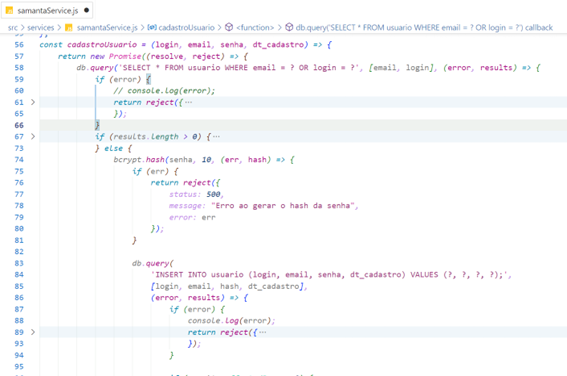 samantaService.js
src > services > samantaService.js > cadastroUsuario > <function> > db.query('SELECT * FROM usuario WHERE email = ? OR login = ?') callback
56 const cadastroUsuario = (login, email, senha, dt_cadastro) => {
57 return new Promise((resolve, reject) => {
58 db.query('SELECT * FROM usuario WHERE email = ? OR login = ?', [email, login], (error, results) => {
59 if (error) {
60 // console.log(error);
61 return reject({ ...
65 });
66 }
67 if (results.length > 0) { ...
73 } else {
74 bcrypt.hash(senha, 10, (err, hash) => {
75 if (err) {
76 return reject({
77 status: 500,
78 message: "Erro ao gerar o hash da senha",
79 error: err
80 });
81 }
82
83 db.query(
84 'INSERT INTO usuario (login, email, senha, dt_cadastro) VALUES (?, ?, ?, ?);',
85 [login, email, hash, dt_cadastro],
86 (error, results) => {
87 if (error) {
88 console.log(error);
89 return reject({ ...
93 });
94 }
95